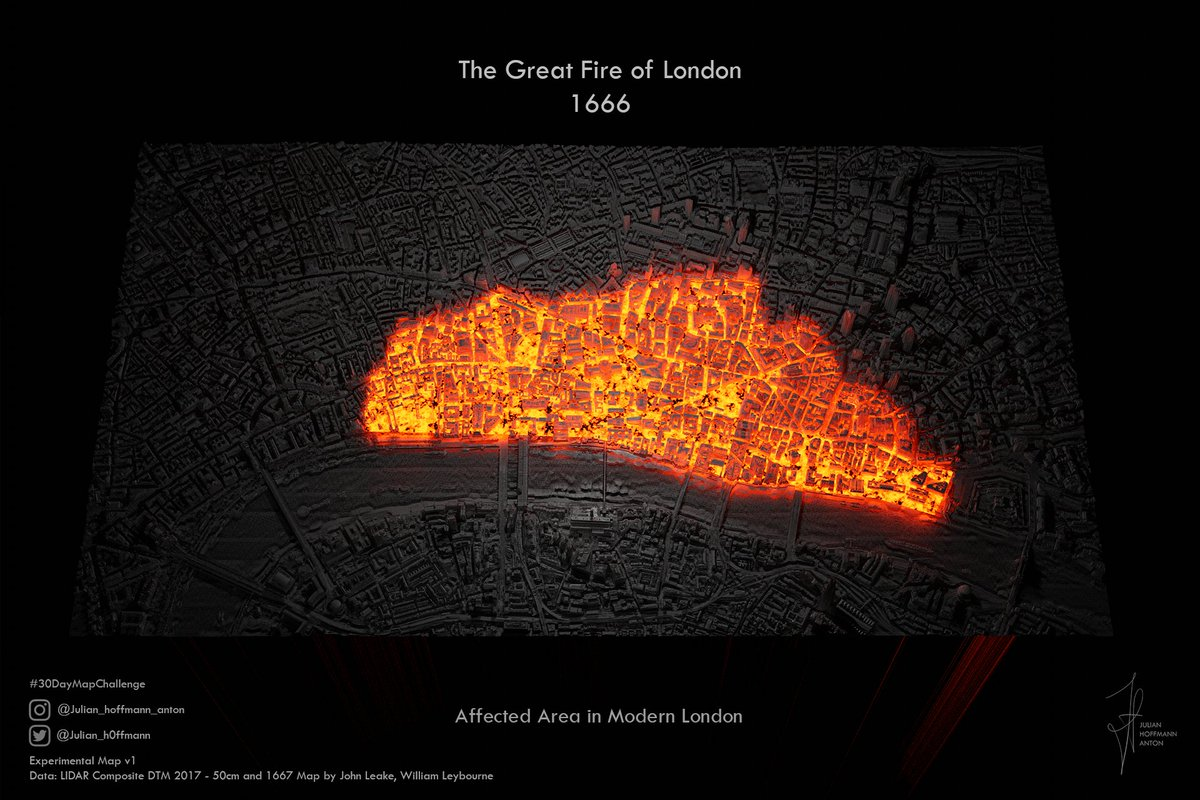 The Great Fire of London
1666
#30DayMapChallenge
@Julian_hoffmann_anton
@Julian_h0ffmann
Experimental Map v1
Data: LIDAR Composite DTM 2017 - 50cm and 1667 Map by John Leake, William Leybourne
Affected Area in Modern London
JULIAN
HOFFMANN
ANTON